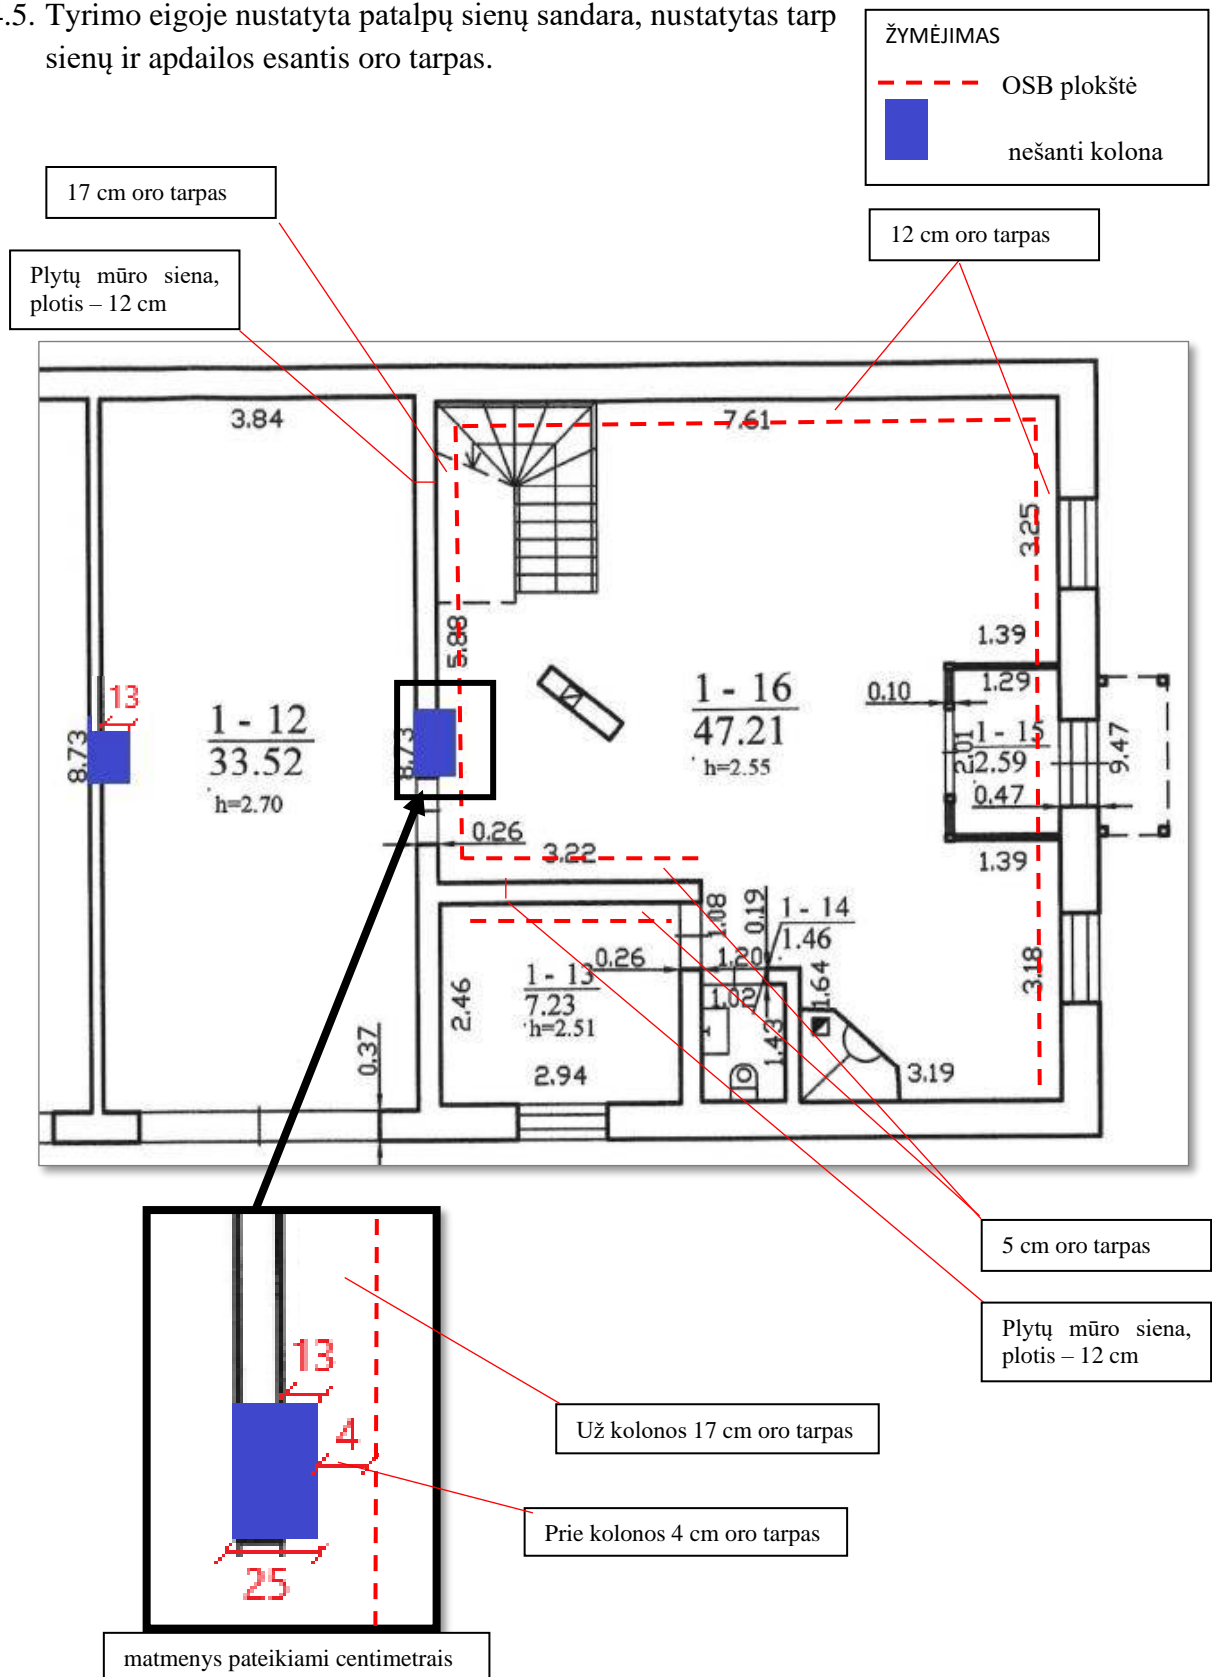 4.5. Tyrimo eigoje nustatyta patalpų sienų sandara, nustatytas tarp
sienų ir apdailos esantis oro tarpas.
ŽYMĖJIMAS
OSB plokštė
nešanti kolona
17 cm oro tarpas
12 cm oro tarpas
Plytų mūro siena,
plotis – 12 cm
3.84
7.61
3.25
5.88
1.39
1.29
0.10
13
1 - 12
33.52
h=2.70
8.73
8.73
1 - 16
47.21
h=2.55
2.01
1 - 15
2.59
0.47
9.47
0.26
3.22
1.39
1.08
0.19
1 - 14
1.46
0.26
1.20
1 - 13
7.23
h=2.51
2.46
1.02
1.64
1.43
3.18
0.37
2.94
3.19
5 cm oro tarpas
Plytų mūro siena,
plotis – 12 cm
13
4
25
Už kolonos 17 cm oro tarpas
Prie kolonos 4 cm oro tarpas
matmenys pateikiami centimetrais